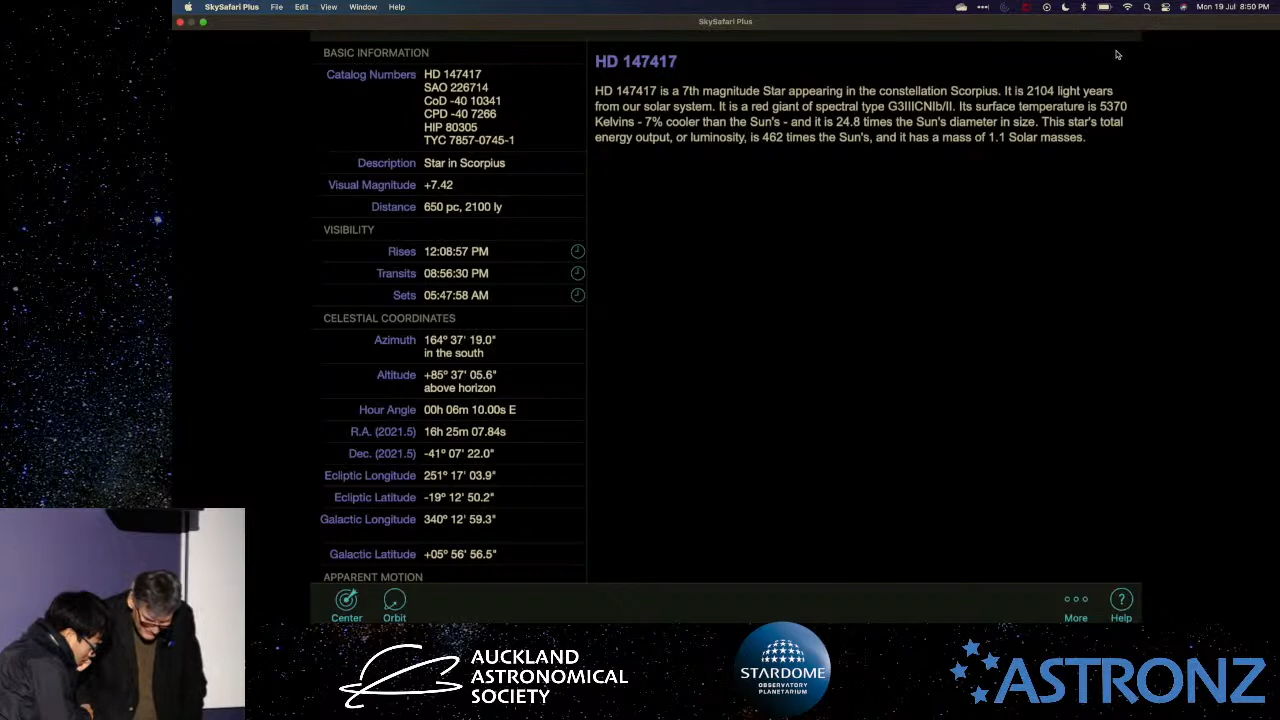 SkySafari Plus File Edit View Window Help
Mon 19 Jul 8:50 PM
SkySafari Plus
BASIC INFORMATION
Catalog Numbers HD 147417
SAO 226714
CoD -40 10341
CPD -40 7266
HIP 80305
TYC 7857-0745-1
Description Star in Scorpius
Visual Magnitude +7.42
Distance 650 pc, 2100 ly
VISIBILITY
Rises 12:08:57 PM
Transits 08:56:30 PM
Sets 05:47:58 AM
CELESTIAL COORDINATES
Azimuth 164º 37' 19.0"
in the south
Altitude +85º 37' 05.6"
above horizon
Hour Angle 00h 06m 10.00s E
R.A. (2021.5) 16h 25m 07.84s
Dec. (2021.5) -41º 07' 22.0"
Ecliptic Longitude 251º 17' 03.9"
Ecliptic Latitude -19º 12' 50.2"
Galactic Longitude 340º 12' 59.3"
Galactic Latitude +05º 56' 56.5"
APPARENT MOTION
HD 147417
HD 147417 is a 7th magnitude Star appearing in the constellation Scorpius. It is 2104 light years
from our solar system. It is a red giant of spectral type G3IIICNIb/II. Its surface temperature is 5370
Kelvins - 7% cooler than the Sun's - and it is 24.8 times the Sun's diameter in size. This star's total
energy output, or luminosity, is 462 times the Sun's, and it has a mass of 1.1 Solar masses.
Center Orbit More Help
AUCKLAND
ASTRONOMICAL
SOCIETY
STARDOME
OBSERVATORY
PLANETARIUM
ASTRONZ